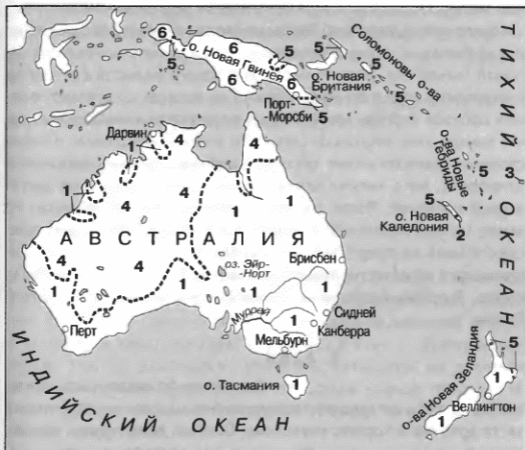 ТИХИЙ ОКЕАН
6
о. Новая Гвинея
6
5
5
Соломоновы о-ва
5
6
6
о. Новая
Британия
5
Порт-
Морсби
5
Дарвин
4
1
4
о-ва Новые
Гебриды
5
3
1
4
1
1
5
о. Новая
Каледония
2
АВСТРАЛИЯ
4
оз. Эйр-
Норт
Брисбен
4
1
1
1
1
Муррей
1
Сидней
Канберра
Перт
Мельбурн
5
о. Тасмания
1
о-ва Новая Зеландия
1
Веллингтон
1
ИНДИЙСКИЙ ОКЕАН